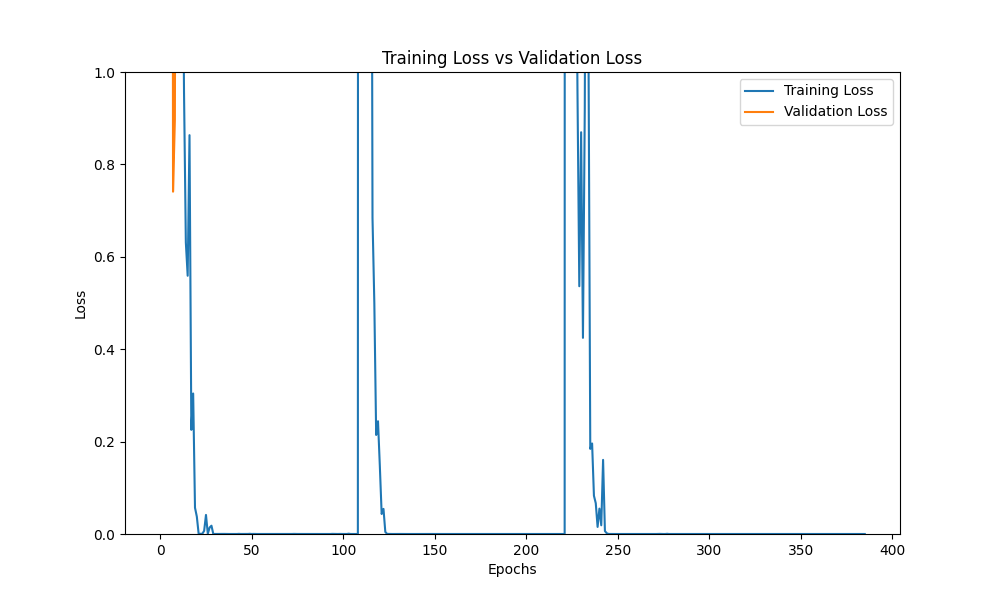 Training Loss vs Validation Loss
1.0
0.8
0.6
0.4
0.2
0.0
Loss
Training Loss
Validation Loss
0 50 100 150 200 250 300 350 400
Epochs